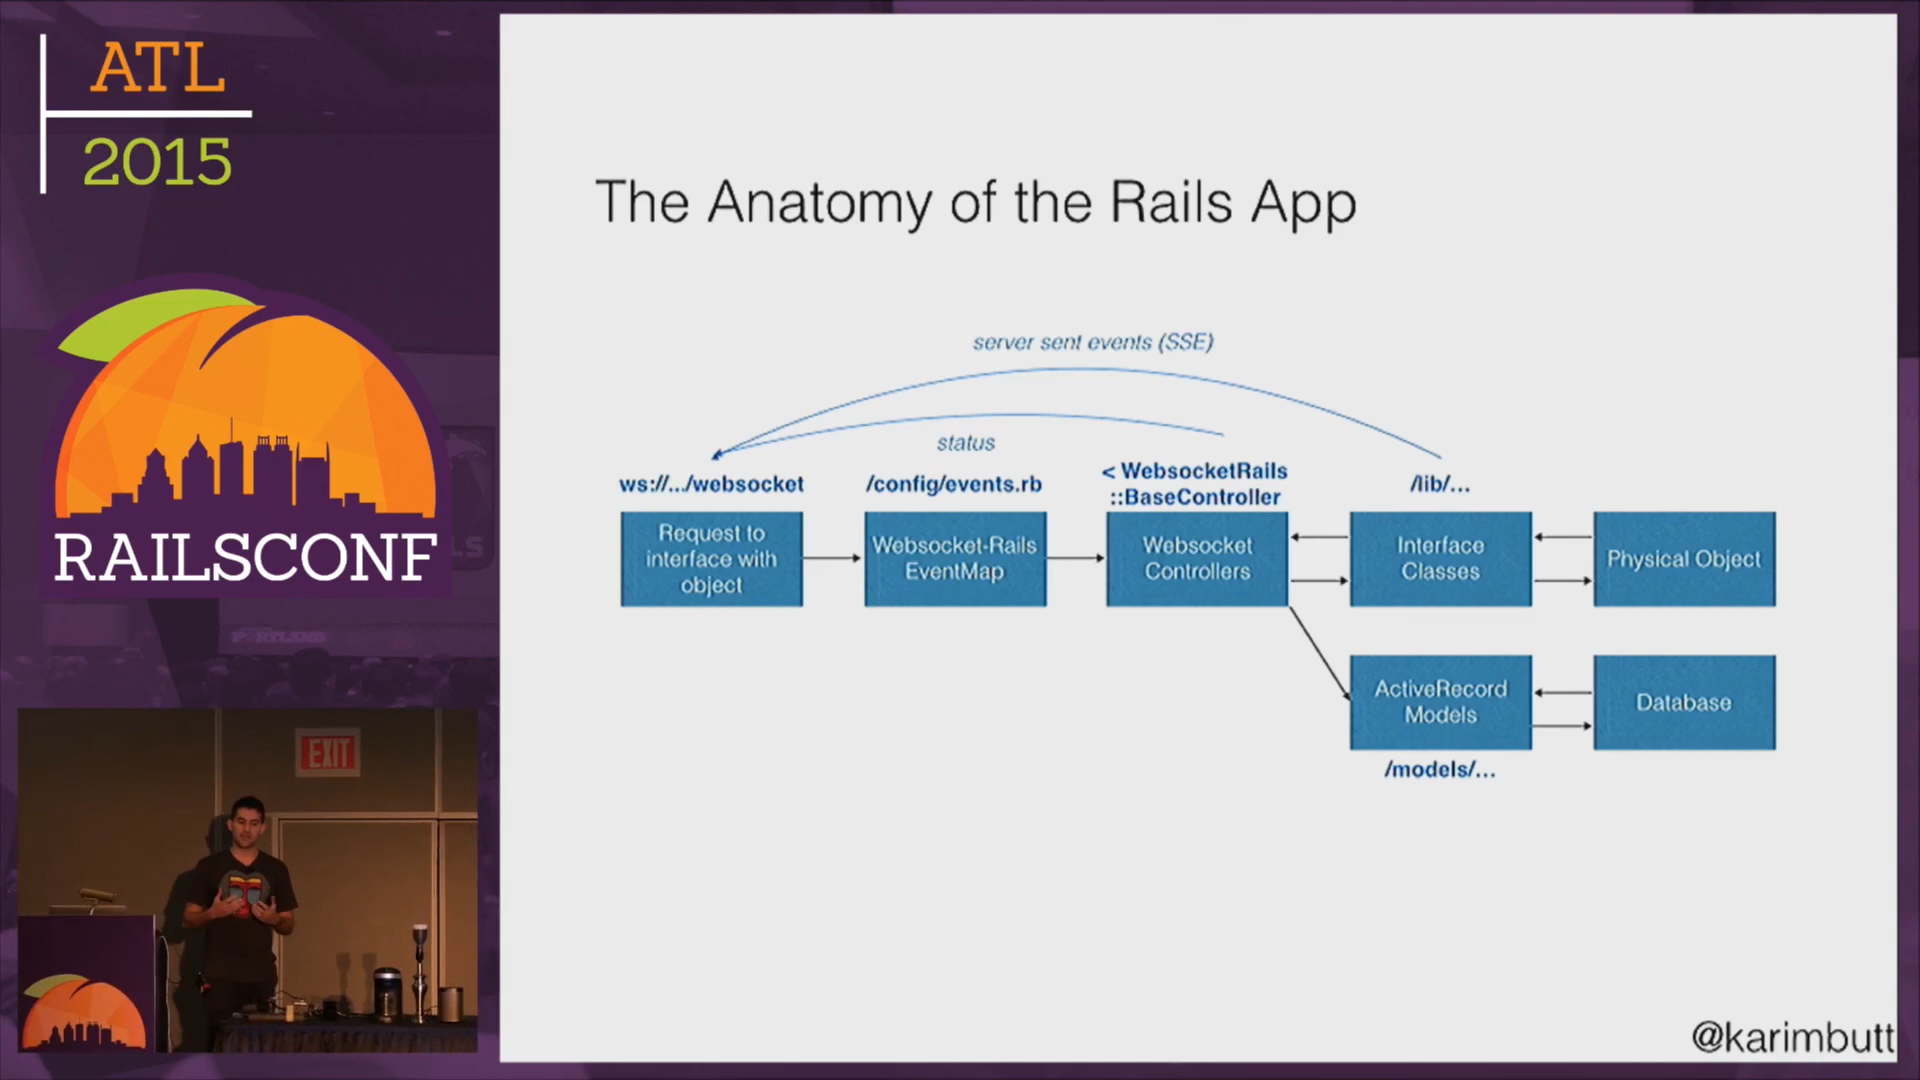 ATL
2015
RAILSCONF
PORTLAND
EXIT
The Anatomy of the Rails App
server sent events (SSE)
status
ws://.../websocket
/config/events.rb
< WebsocketRails
::BaseController
/lib/...
Request to
interface with
object
Websocket-Rails
EventMap
Websocket
Controllers
Interface
Classes
Physical Object
ActiveRecord
Models
Database
/models/...
@karimbutt